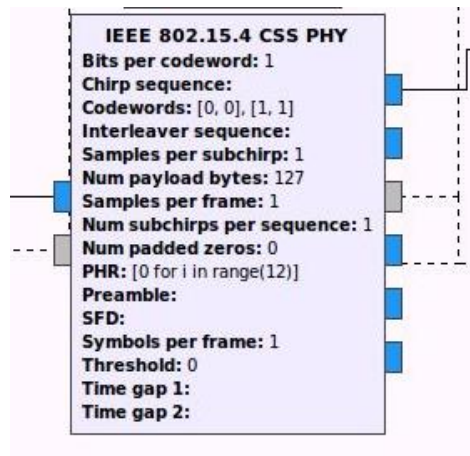 IEEE 802.15.4 CSS PHY
Bits per codeword: 1
Chirp sequence:
Codewords: [0, 0], [1, 1]
Interleaver sequence:
Samples per subchirp: 1
Num payload bytes: 127
Samples per frame: 1
Num subchirps per sequence: 1
Num padded zeros: 0
PHR: [0 for i in range(12)]
Preamble:
SFD:
Symbols per frame: 1
Threshold: 0
Time gap 1:
Time gap 2: